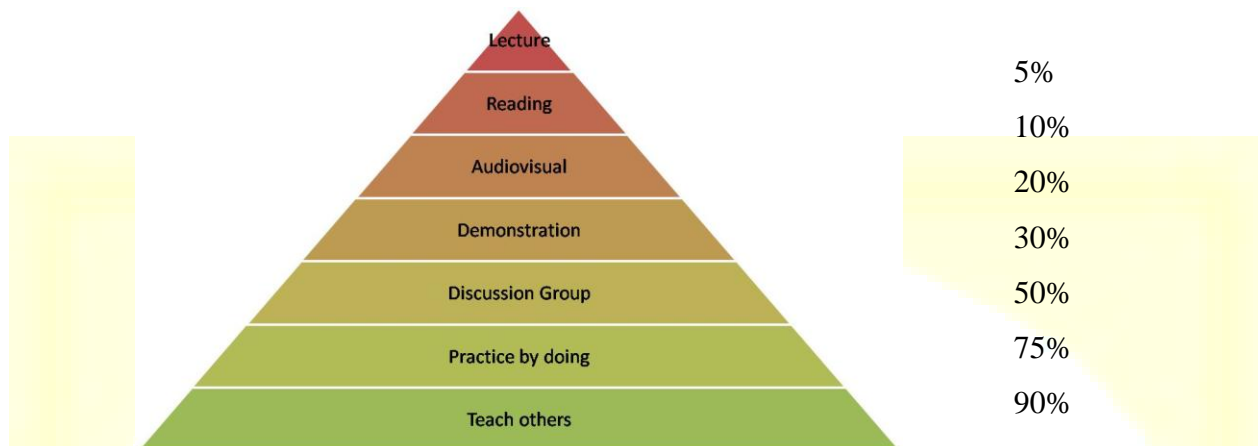 Lecture
5%
Reading
10%
Audiovisual
20%
Demonstration
30%
Discussion Group
50%
Practice by doing
75%
Teach others
90%